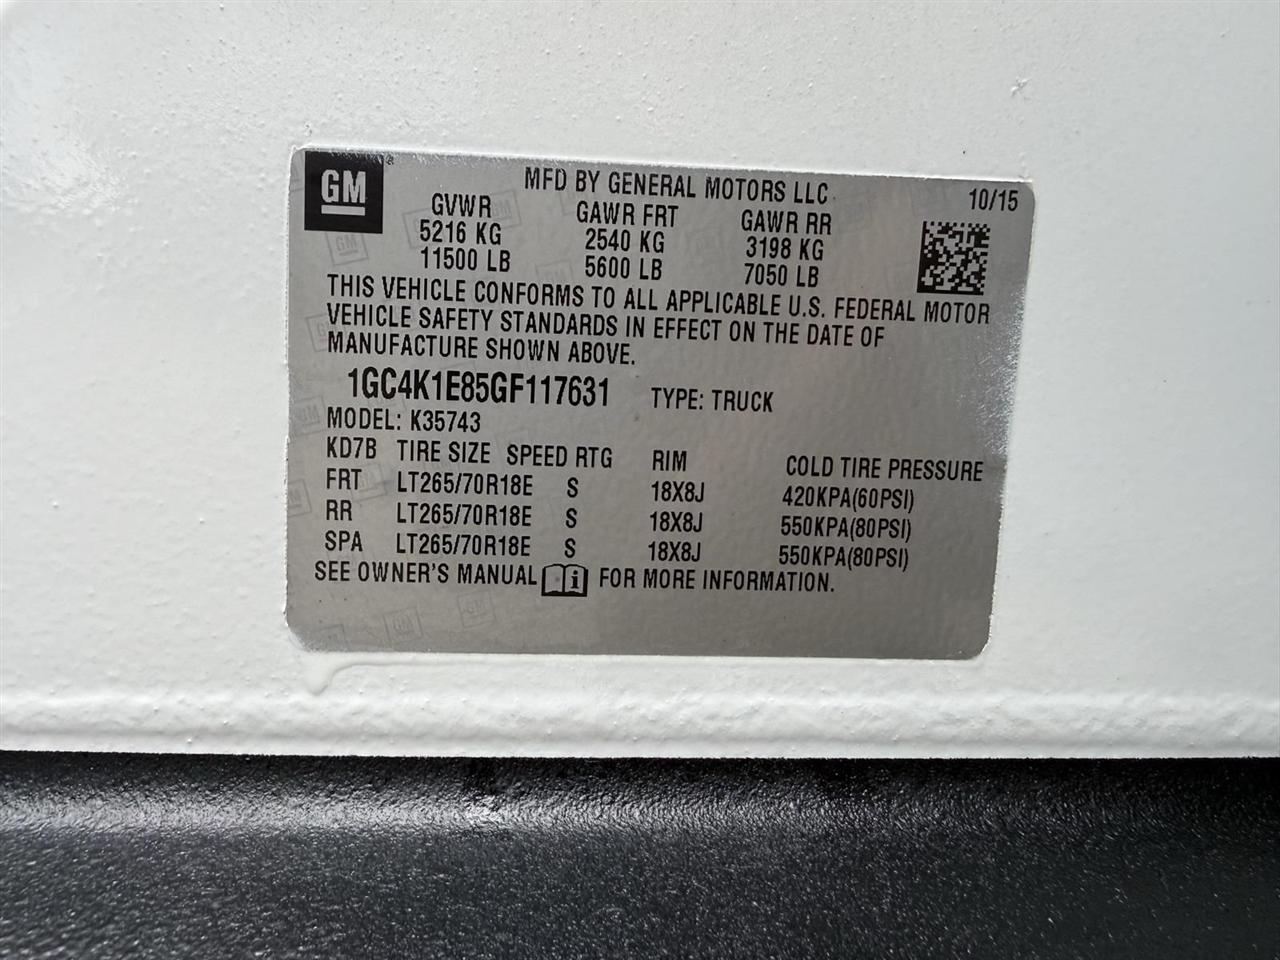 GM
MFD BY GENERAL MOTORS LLC 10/15
GVWR GAWR FRT GAWR RR
5216 KG 2540 KG 3198 KG
11500 LB 5600 LB 7050 LB
THIS VEHICLE CONFORMS TO ALL APPLICABLE U.S. FEDERAL MOTOR
VEHICLE SAFETY STANDARDS IN EFFECT ON THE DATE OF
MANUFACTURE SHOWN ABOVE.
1GC4K1E85GF117631 TYPE: TRUCK
MODEL: K35743
KD7B TIRE SIZE SPEED RTG RIM COLD TIRE PRESSURE
FRT LT265/70R18E S 18X8J 420KPA(60PSI)
RR LT265/70R18E S 18X8J 550KPA(80PSI)
SPA LT265/70R18E S 18X8J 550KPA(80PSI)
SEE OWNER'S MANUAL i FOR MORE INFORMATION.